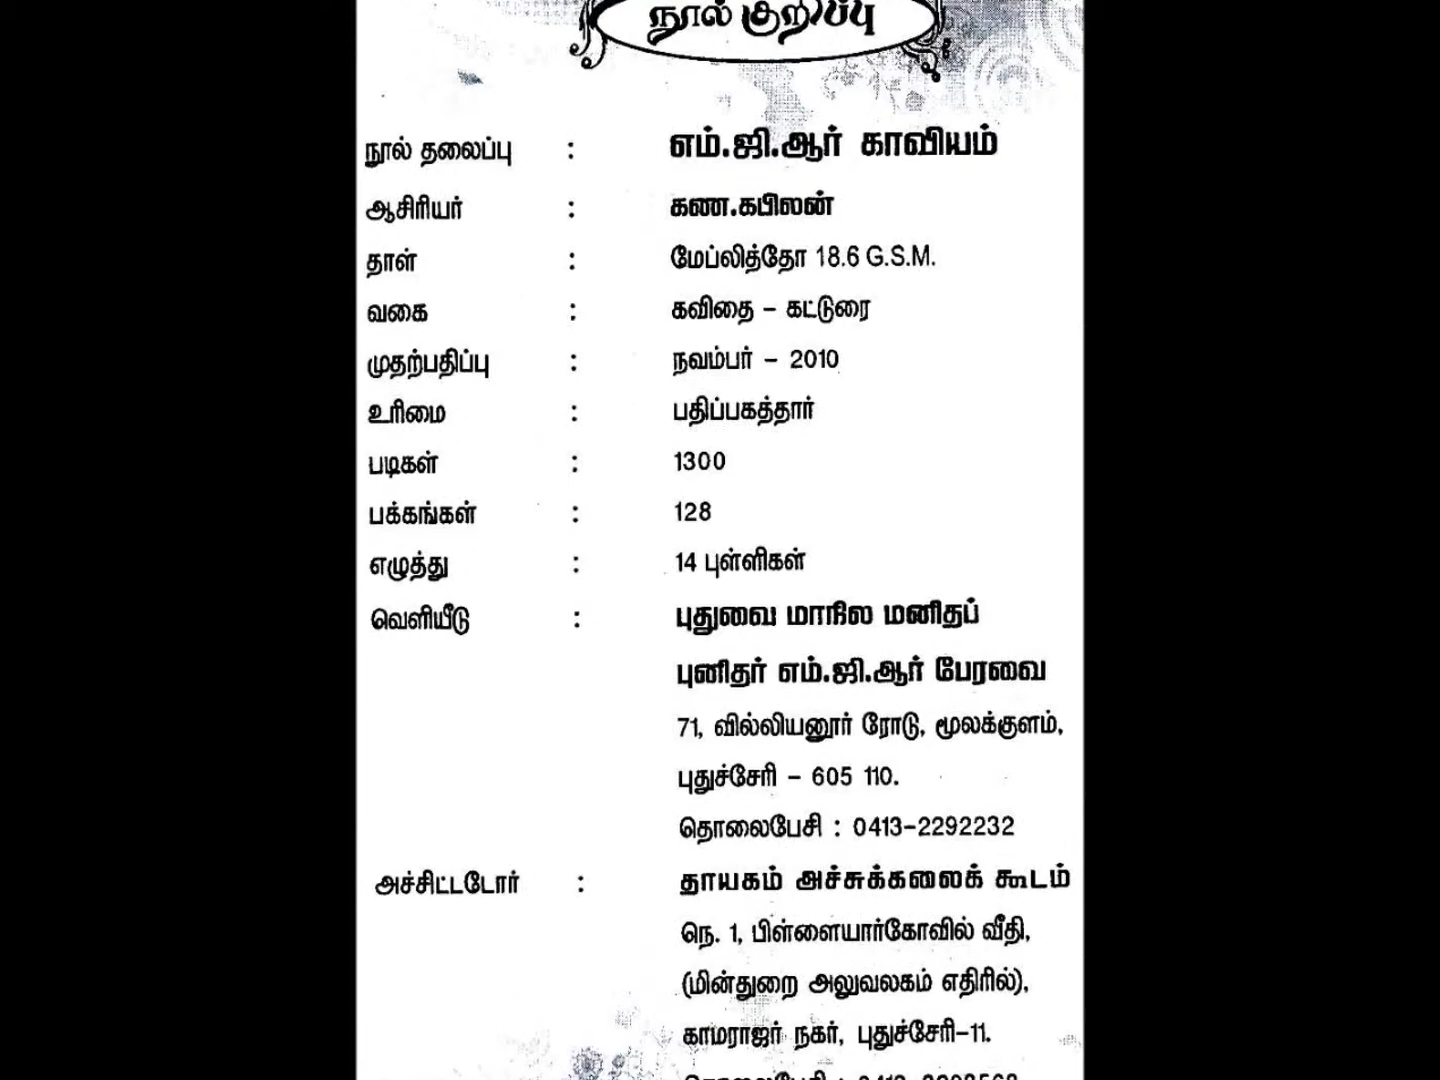 நூல் குறிப்பு
நூல் தலைப்பு : எம்.ஜி.ஆர் காவியம்
ஆசிரியர் : கண.கபிலன்
தாள் : மேப்லித்தோ 18.6 G.S.M.
வகை : கவிதை – கட்டுரை
முதற்பதிப்பு : நவம்பர் – 2010
உரிமை : பதிப்பகத்தார்
படிகள் : 1300
பக்கங்கள் : 128
எழுத்து : 14 புள்ளிகள்
வெளியீடு : புதுவை மாநில மனிதப்
புனிதர் எம்.ஜி.ஆர் பேரவை
71, வில்லியனூர் ரோடு, மூலக்குளம்,
புதுச்சேரி – 605 110.
தொலைபேசி : 0413-2292232
அச்சிட்டடோர் : தாயகம் அச்சுக்கலைக் கூடம்
நெ. 1, பிள்ளையார்கோவில் வீதி,
(மின்துறை அலுவலகம் எதிரில்),
காமராஜர் நகர், புதுச்சேரி-11.